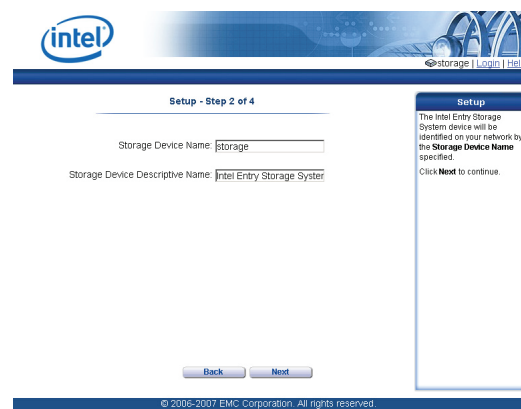 intel
storage | Login | Hel
Setup - Step 2 of 4
Storage Device Name: storage
Storage Device Descriptive Name: Intel Entry Storage Syster
Back
Next
Setup
The Intel Entry Storage
System device will be
identified on your network by
the Storage Device Name
specified.
Click Next to continue.
© 2006-2007 EMC Corporation. All rights reserved.